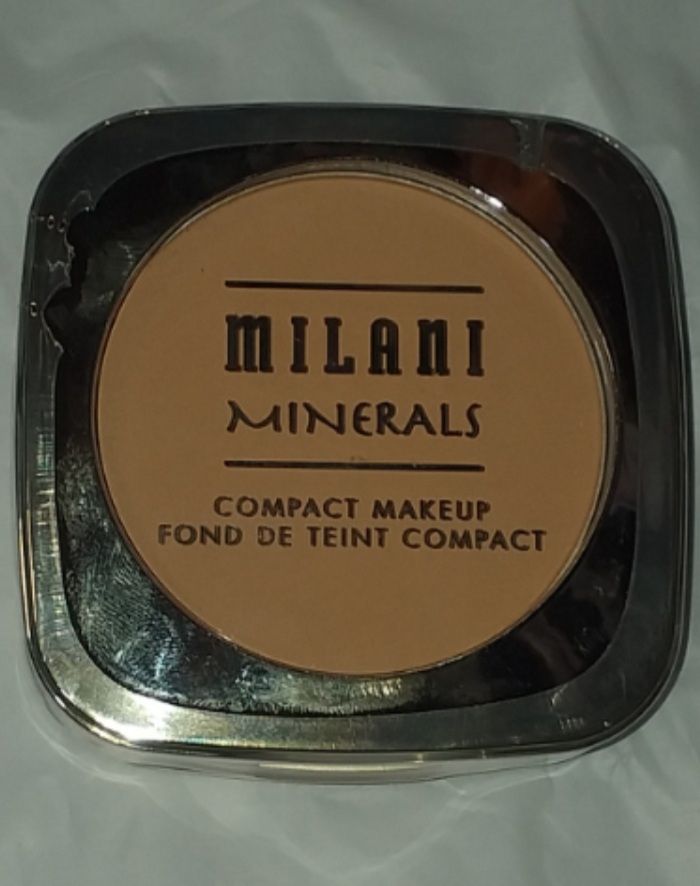 MILANI
MINERALS
COMPACT MAKEUP
FOND DE TEINT COMPACT